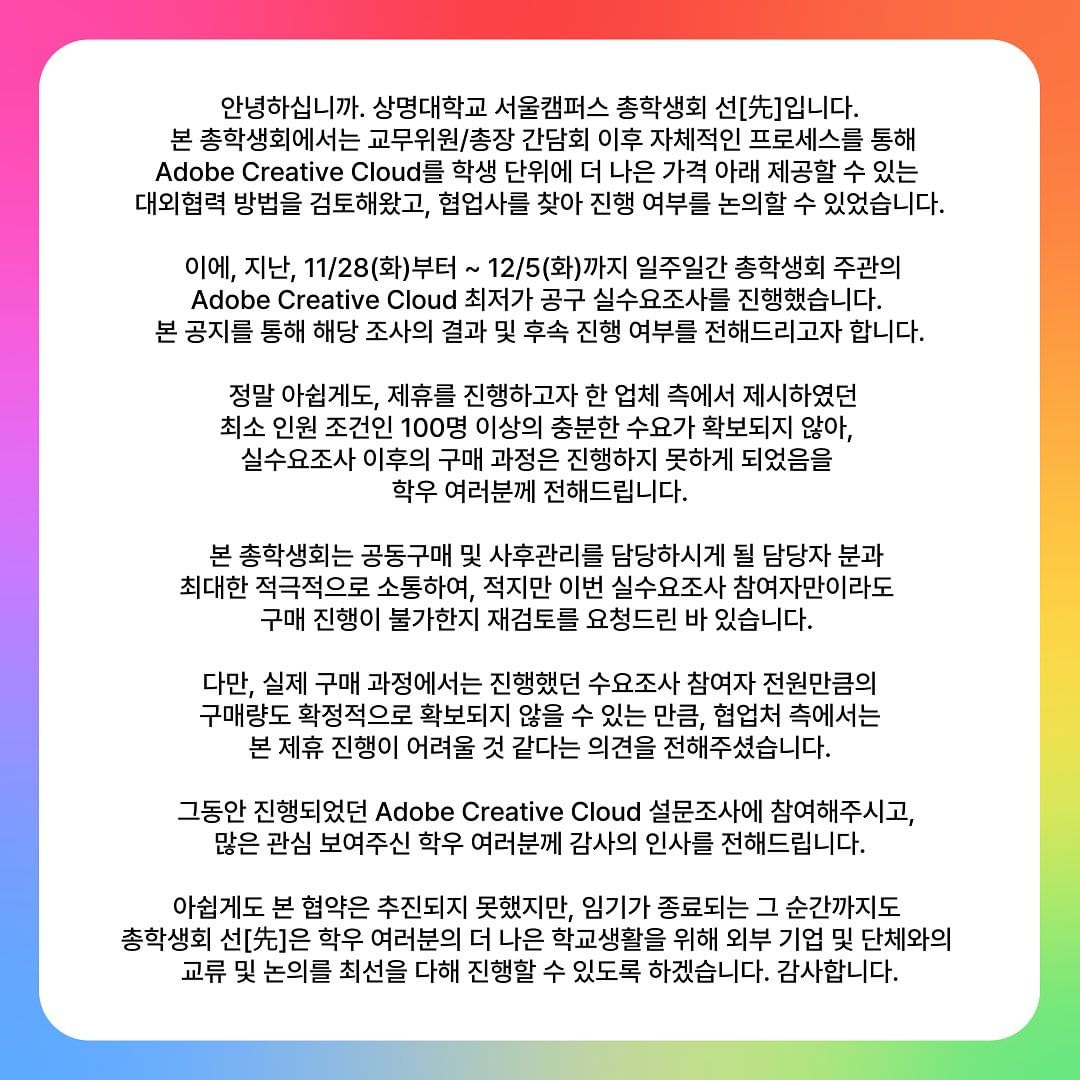 안녕하십니까. 상명대학교 서울캠퍼스 총학생회 선[先]입니다.
본 총학생회에서는 교무위원/총장 간담회 이후 자체적인 프로세스를 통해
Adobe Creative Cloud를 학생 단위에 더 나은 가격 아래 제공할 수 있는
대외협력 방법을 검토해왔고, 협업사를 찾아 진행 여부를 논의할 수 있었습니다.
이에, 지난, 11/28(화)부터 ~ 12/5(화)까지 일주일간 총학생회 주관의
Adobe Creative Cloud 최저가 공구 실수요조사를 진행했습니다.
본 공지를 통해 해당 조사의 결과 및 후속 진행 여부를 전해드리고자 합니다.
정말 아쉽게도, 제휴를 진행하고자 한 업체 측에서 제시하였던
최소 인원 조건인 100명 이상의 충분한 수요가 확보되지 않아,
실수요조사 이후의 구매 과정은 진행하지 못하게 되었음을
학우 여러분께 전해드립니다.
본 총학생회는 공동구매 및 사후관리를 담당하시게 될 담당자 분과
최대한 적극적으로 소통하여, 적지만 이번 실수요조사 참여자만이라도
구매 진행이 불가한지 재검토를 요청드린 바 있습니다.
다만, 실제 구매 과정에서는 진행했던 수요조사 참여자 전원만큼의
구매량도 확정적으로 확보되지 않을 수 있는 만큼, 협업처 측에서는
본 제휴 진행이 어려울 것 같다는 의견을 전해주셨습니다.
그동안 진행되었던 Adobe Creative Cloud 설문조사에 참여해주시고,
많은 관심 보여주신 학우 여러분께 감사의 인사를 전해드립니다.
아쉽게도 본 협약은 추진되지 못했지만, 임기가 종료되는 그 순간까지도
총학생회 선[先]은 학우 여러분의 더 나은 학교생활을 위해 외부 기업 및 단체와의
교류 및 논의를 최선을 다해 진행할 수 있도록 하겠습니다. 감사합니다.